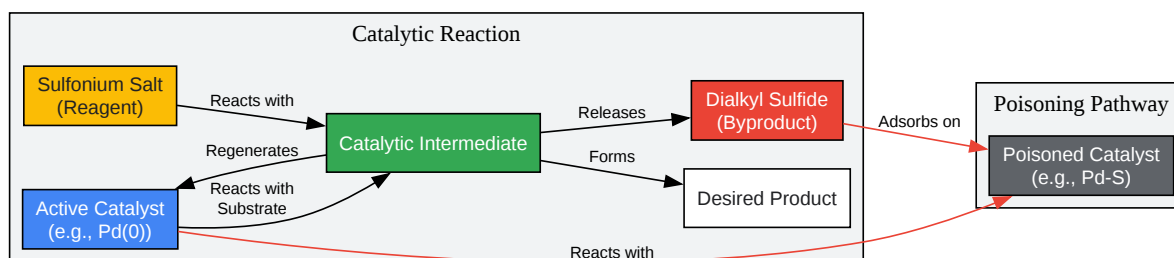 Catalytic Reaction
Sulfonium Salt
(Reagent)
Reacts with
Catalytic Intermediate
Releases
Dialkyl Sulfide
(Byproduct)
Adsorbs on
Poisoning Pathway
Poisoned Catalyst
(e.g., Pd-S)
Regenerates
Reacts with
Substrate
Forms
Desired Product
Active Catalyst
(e.g., Pd(0))
Reacts with